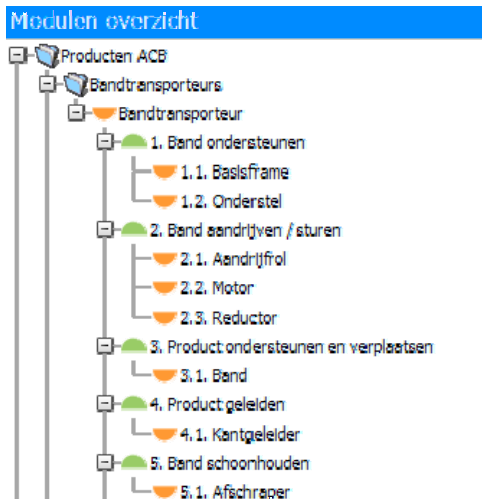 Modulen overzicht
Producten ACB
Bandtransporteurs
Bandtransporteur
1. Band ondersteunen
1.1. Basisframe
1.2. Onderstel
2. Band aandrijven / sturen
2.1. Aandrijfrol
2.2. Motor
2.3. Reductor
3. Product ondersteunen en verplaatsen
3.1. Band
4. Product geleiden
4.1. Kantgeleider
5. Band schoonhouden
5.1. Afschraper